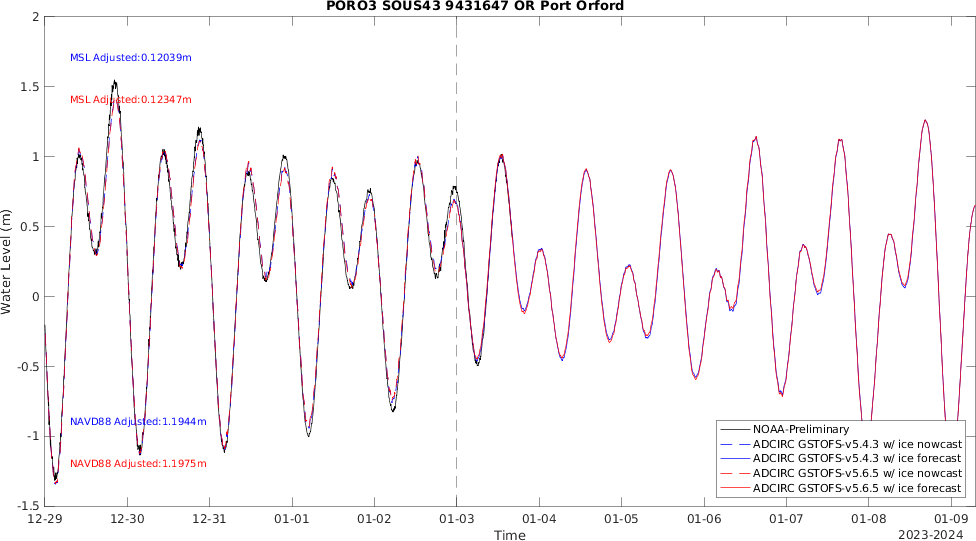 PORO3 SOUS43 9431647 OR Port Orford
2
1.5
1
0.5
0
-0.5
-1
-1.5
Water Level (m)
MSL Adjusted:0.12039m
MSL Adjusted:0.12347m
NAVD88 Adjusted:1.1944m
NAVD88 Adjusted:1.1975m
NOAA-Preliminary
ADCIRC GSTOFS-v5.4.3 w/ ice nowcast
ADCIRC GSTOFS-v5.4.3 w/ ice forecast
ADCIRC GSTOFS-v5.6.5 w/ ice nowcast
ADCIRC GSTOFS-v5.6.5 w/ ice forecast
12-29 12-30 12-31 01-01 01-02 01-03 01-04 01-05 01-06 01-07 01-08 01-09
Time
2023-2024